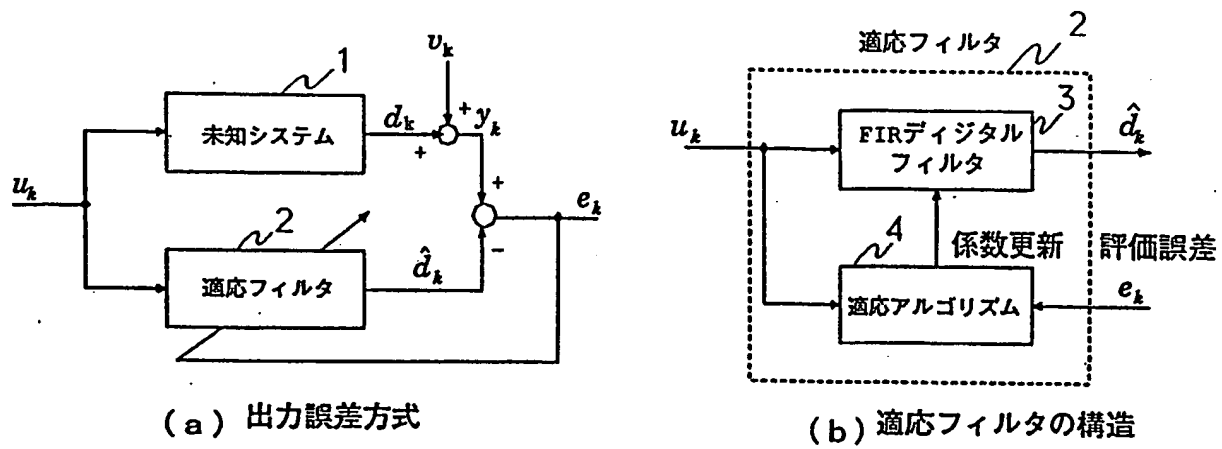 1
未知システム
u_k
d_k
v_k
+
+
y_k
+
−
e_k
2
適応フィルタ
d̂_k
(a) 出力誤差方式
適応フィルタ
2
u_k
3
FIRディジタル
フィルタ
d̂_k
係数更新
評価誤差
4
適応アルゴリズム
e_k
(b) 適応フィルタの構造